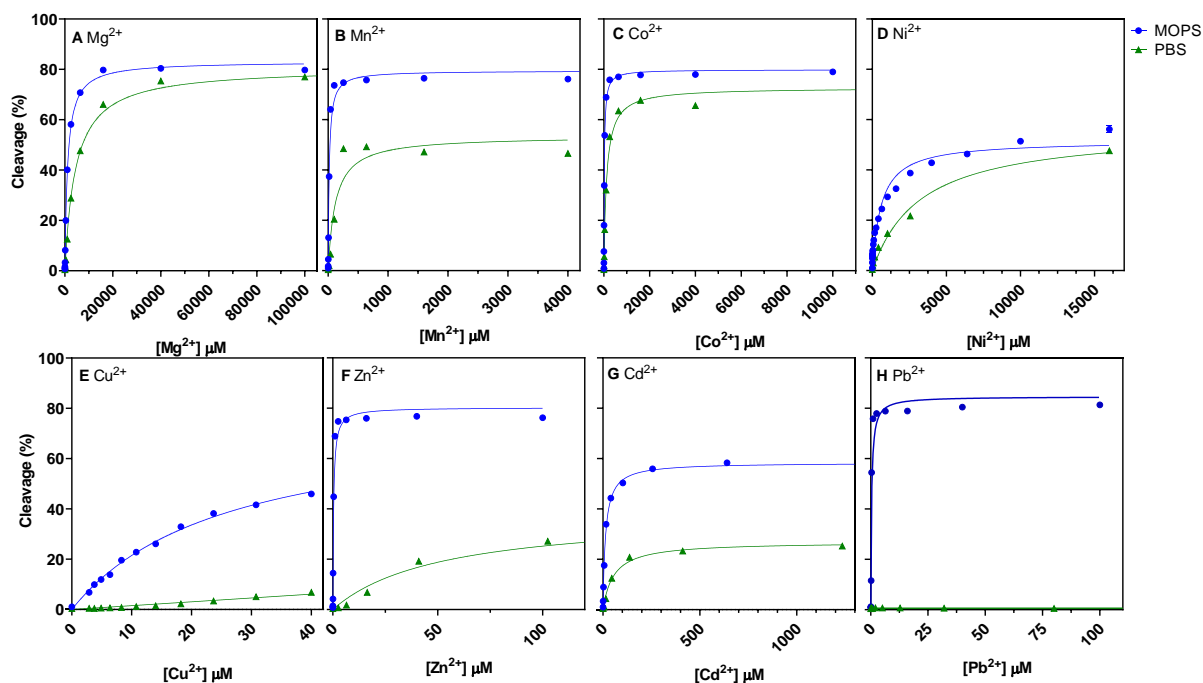 A Mg²⁺
B Mn²⁺
C Co²⁺
D Ni²⁺
MOPS
PBS
Cleavage (%)
100
80
60
40
20
0
0
20000
40000
60000
80000
100000
[Mg²⁺] µM
0
1000
2000
3000
4000
[Mn²⁺] µM
0
2000
4000
6000
8000
10000
[Co²⁺] µM
0
5000
10000
15000
[Ni²⁺] µM
E Cu²⁺
F Zn²⁺
G Cd²⁺
H Pb²⁺
Cleavage (%)
100
80
60
40
20
0
0
10
20
30
40
[Cu²⁺] µM
0
50
100
[Zn²⁺] µM
0
500
1000
[Cd²⁺] µM
0
25
50
75
100
[Pb²⁺] µM